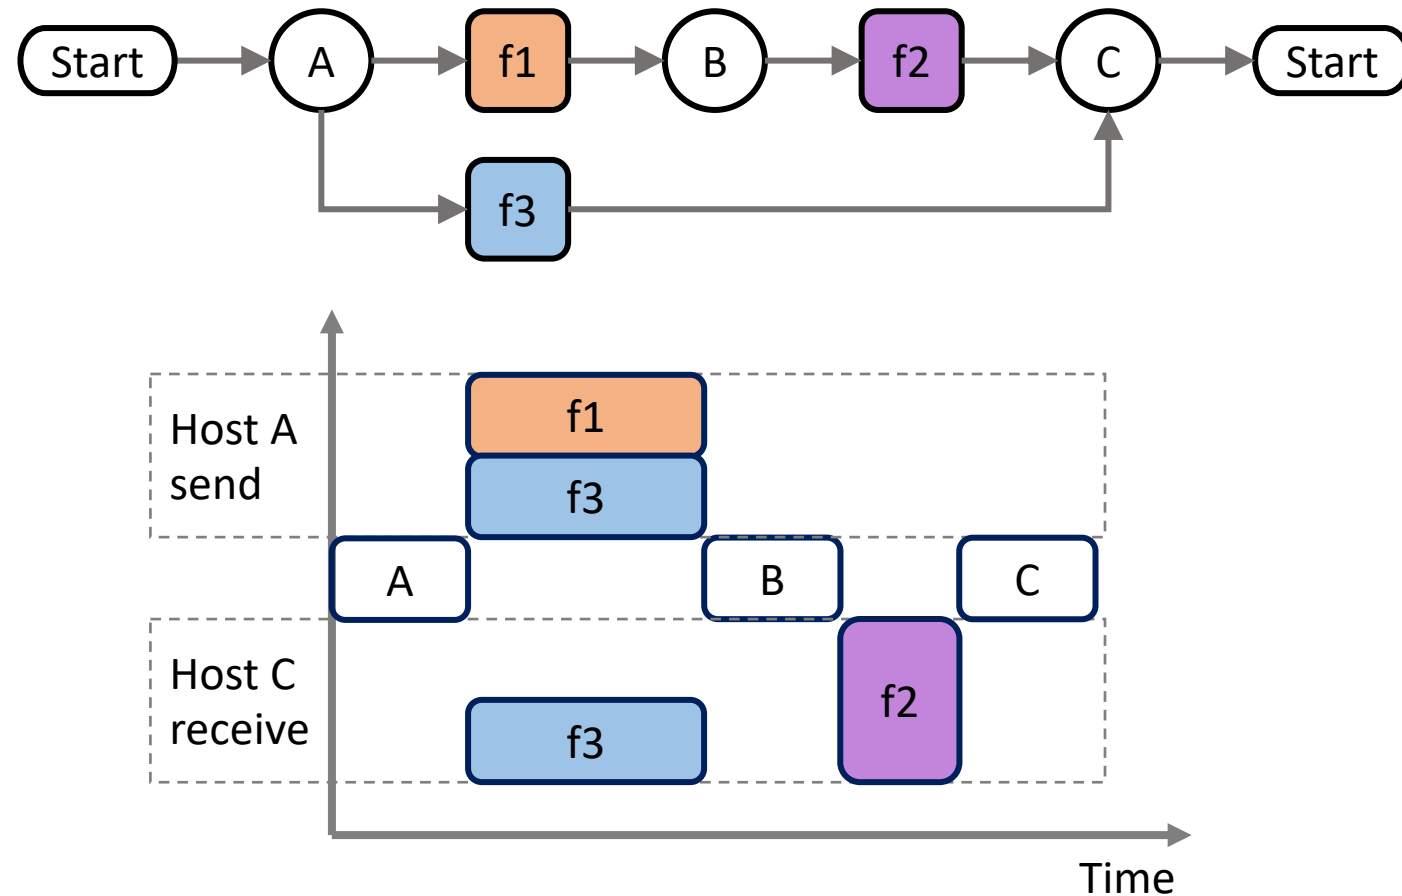 Start A f1 B f2 C Start
f3
Host A
send
f1
f3
A B C
Host C
receive
f3
f2
Time